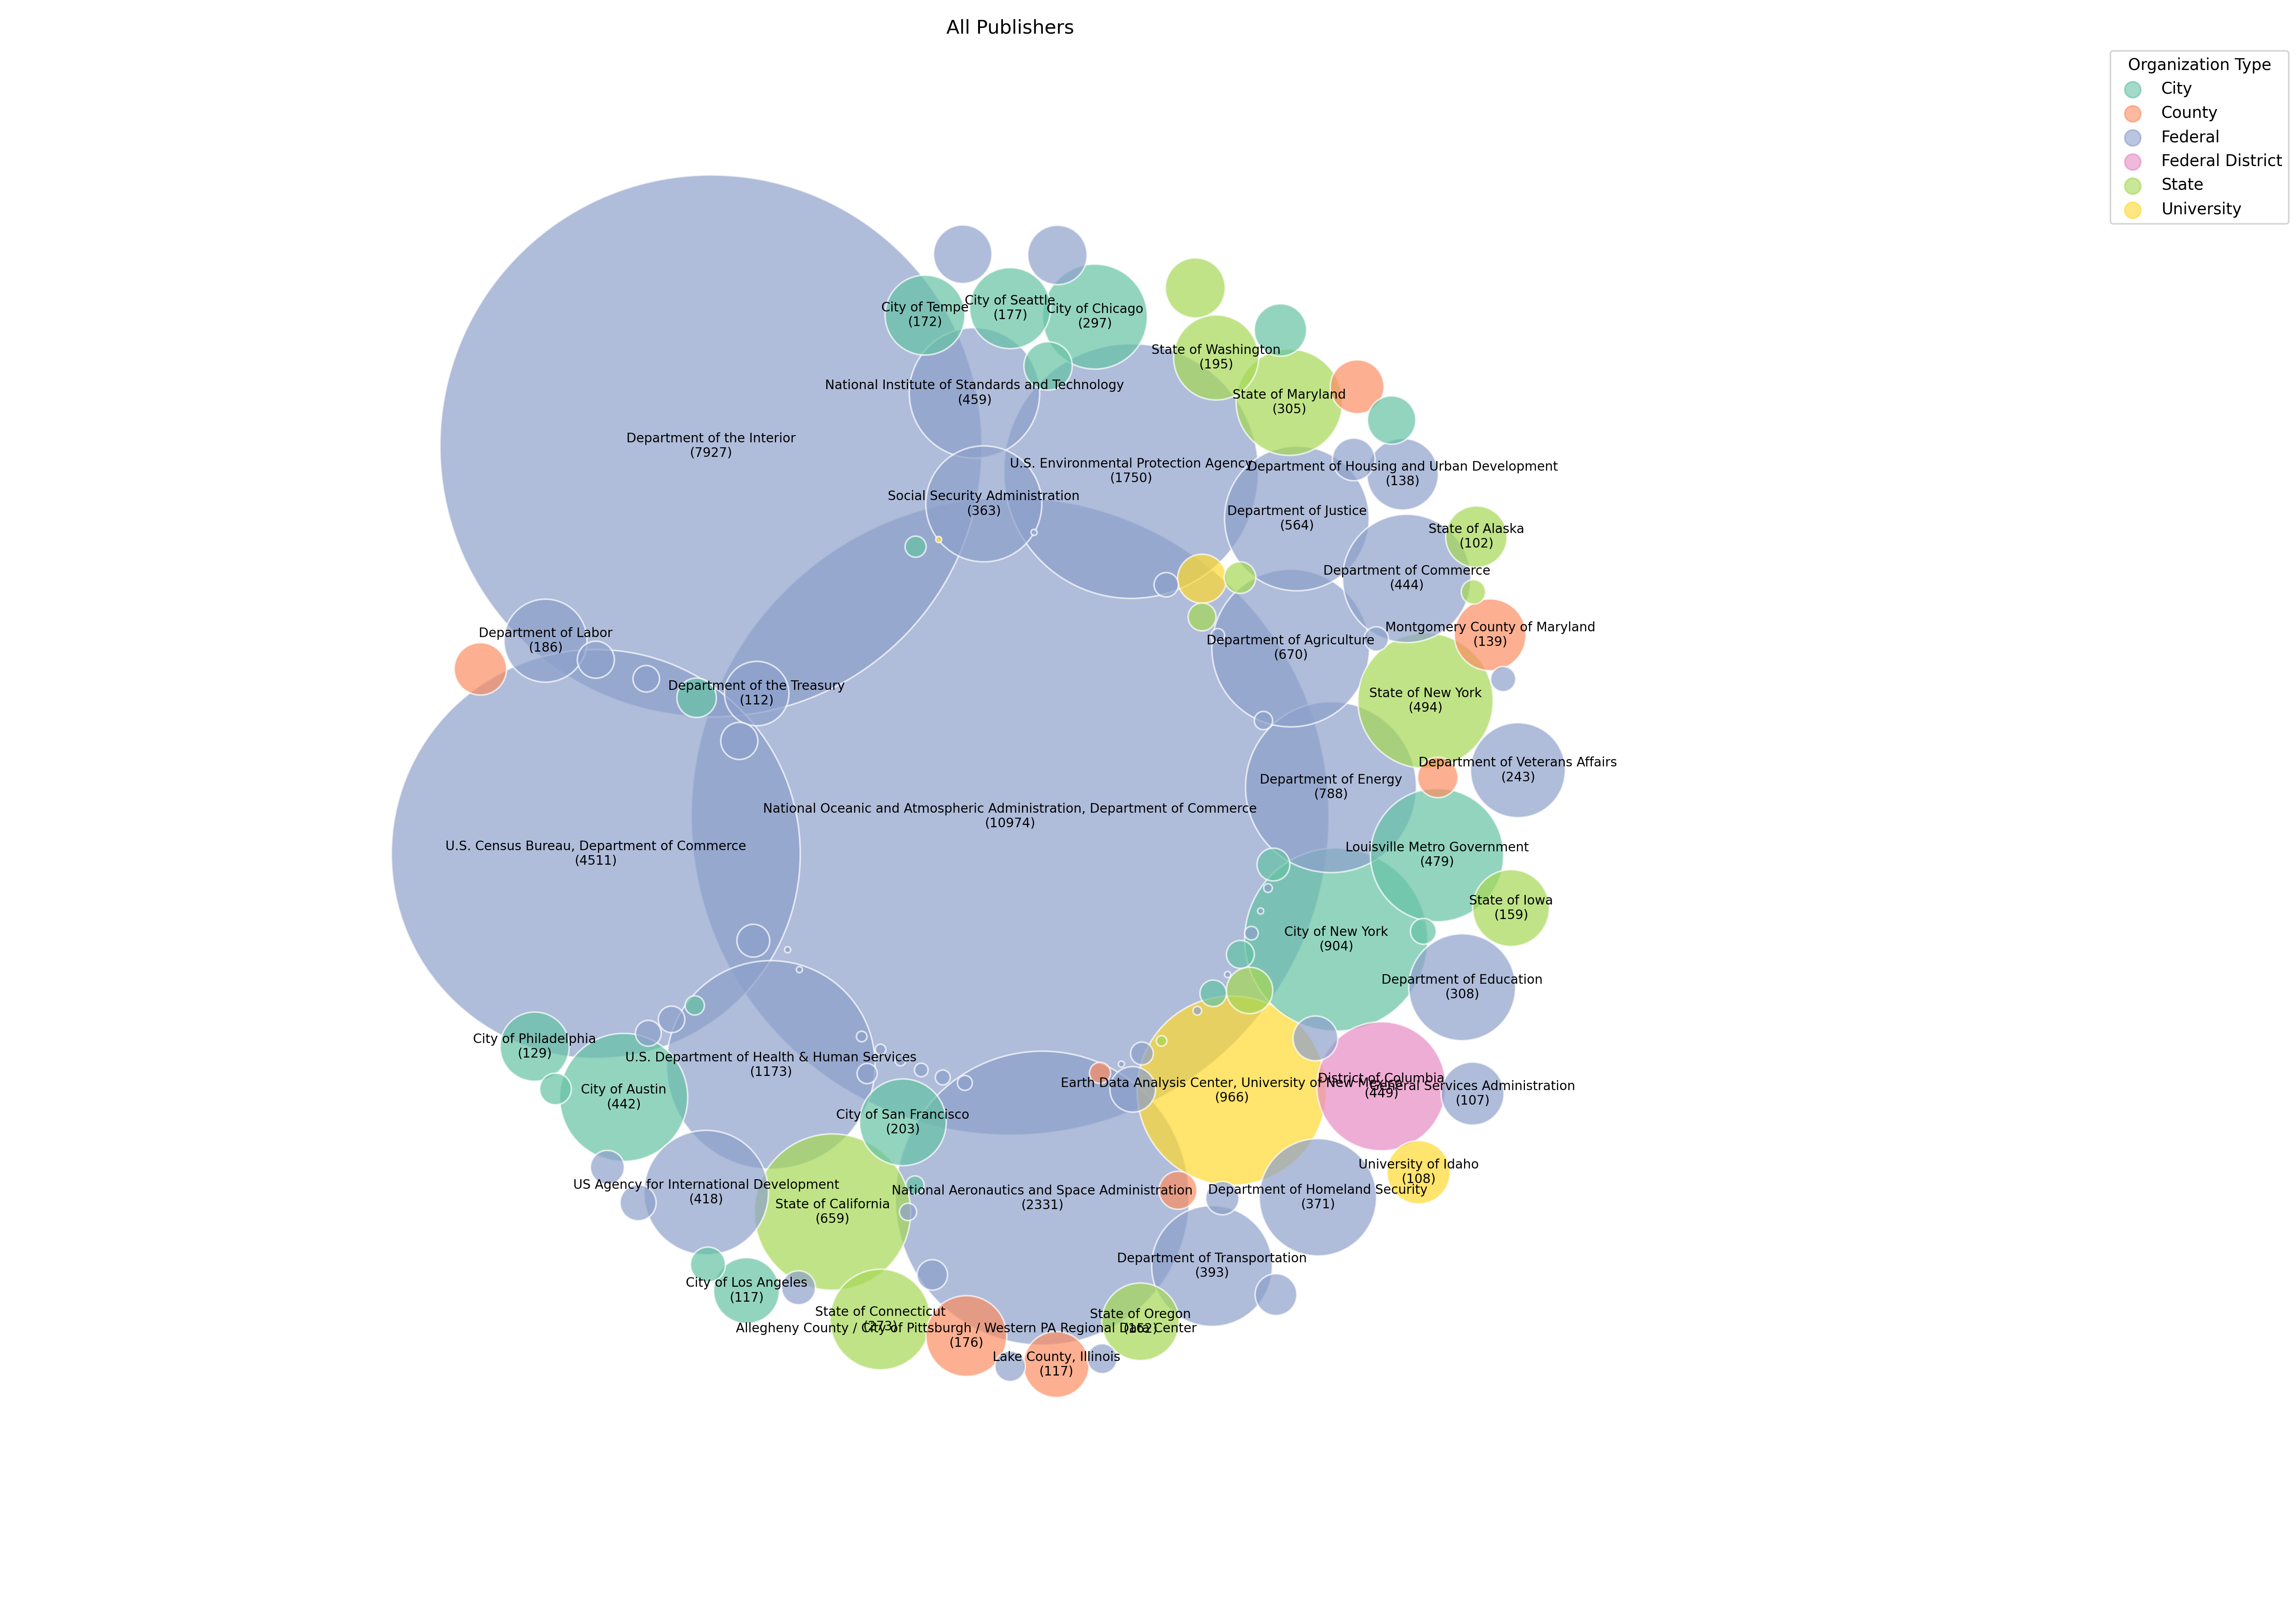 All Publishers
Organization Type
City
County
Federal
Federal District
State
University
City of Tempe
(172)
City of Seattle
(177)
City of Chicago
(297)
State of Washington
(195)
National Institute of Standards and Technology
(459)
State of Maryland
(305)
Department of the Interior
(7927)
U.S. Environmental Protection Agency
(1750)
Department of Housing and Urban Development
(138)
Social Security Administration
(363)
Department of Justice
(564)
State of Alaska
(102)
Department of Commerce
(444)
Department of Labor
(186)
Montgomery County of Maryland
(139)
Department of Agriculture
(670)
Department of the Treasury
(112)
State of New York
(494)
Department of Veterans Affairs
(243)
Department of Energy
(788)
National Oceanic and Atmospheric Administration, Department of Commerce
(10974)
U.S. Census Bureau, Department of Commerce
(4511)
Louisville Metro Government
(479)
State of Iowa
(159)
City of New York
(904)
Department of Education
(308)
City of Philadelphia
(129)
U.S. Department of Health & Human Services
(1173)
Earth Data Analysis Center, University of New Mexico
(966)
District of Columbia
(449)
General Services Administration
(107)
City of Austin
(442)
City of San Francisco
(203)
University of Idaho
(108)
US Agency for International Development
(418)
National Aeronautics and Space Administration
(2331)
Department of Homeland Security
(371)
State of California
(659)
Department of Transportation
(393)
City of Los Angeles
(117)
State of Connecticut
(273)
State of Oregon
(162)
Allegheny County / City of Pittsburgh / Western PA Regional Data Center
(176)
Lake County, Illinois
(117)